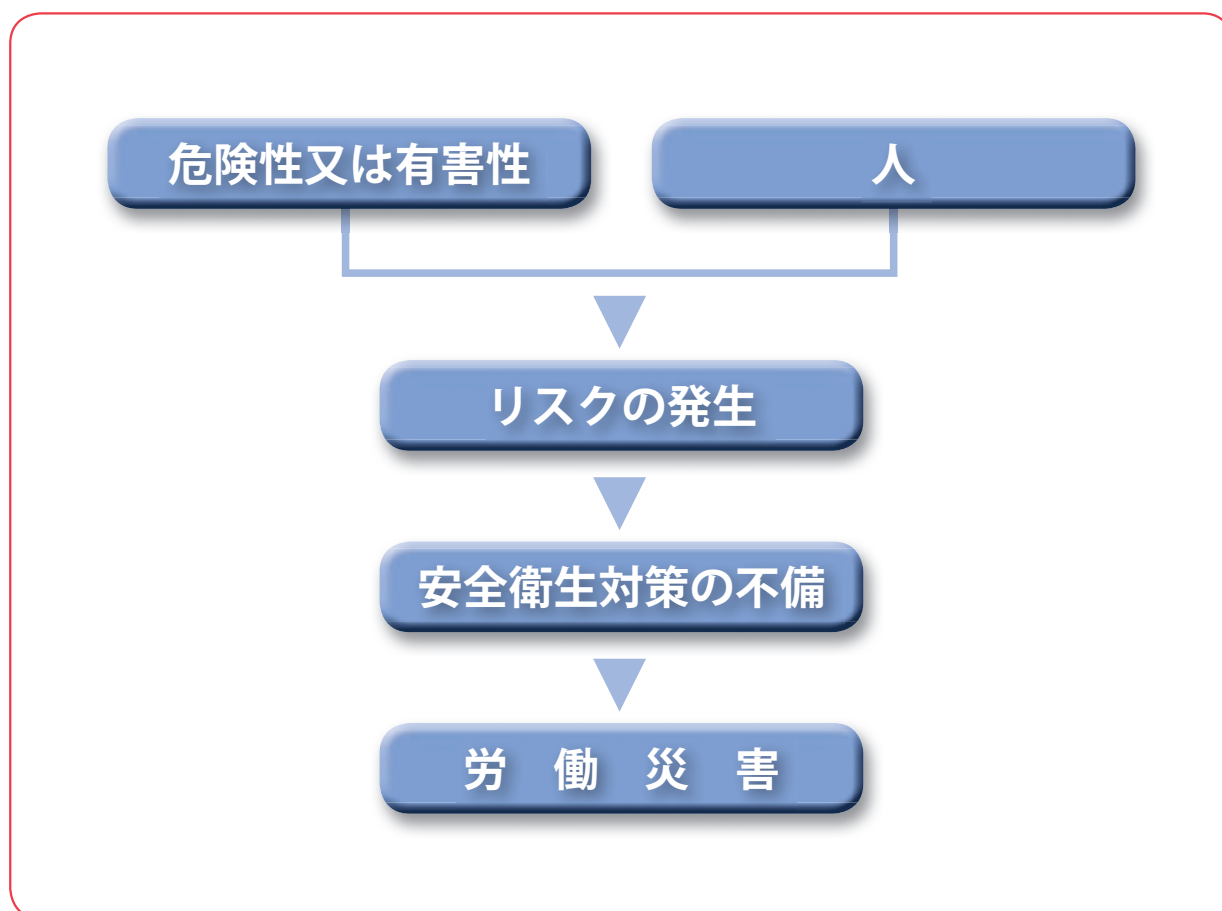 危険性又は有害性
人
リスクの発生
安全衛生対策の不備
労　働　災　害